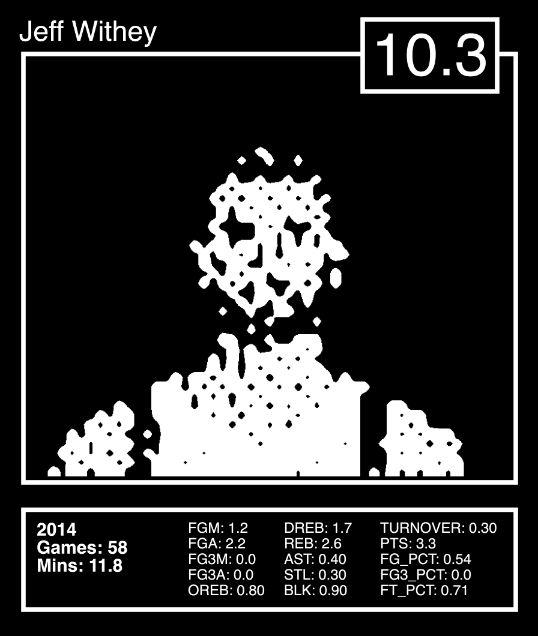 Jeff Withey
10.3
2014
Games: 58
Mins: 11.8
FGM: 1.2
FGA: 2.2
FG3M: 0.0
FG3A: 0.0
OREB: 0.80
DREB: 1.7
REB: 2.6
AST: 0.40
STL: 0.30
BLK: 0.90
TURNOVER: 0.30
PTS: 3.3
FG_PCT: 0.54
FG3_PCT: 0.0
FT_PCT: 0.71